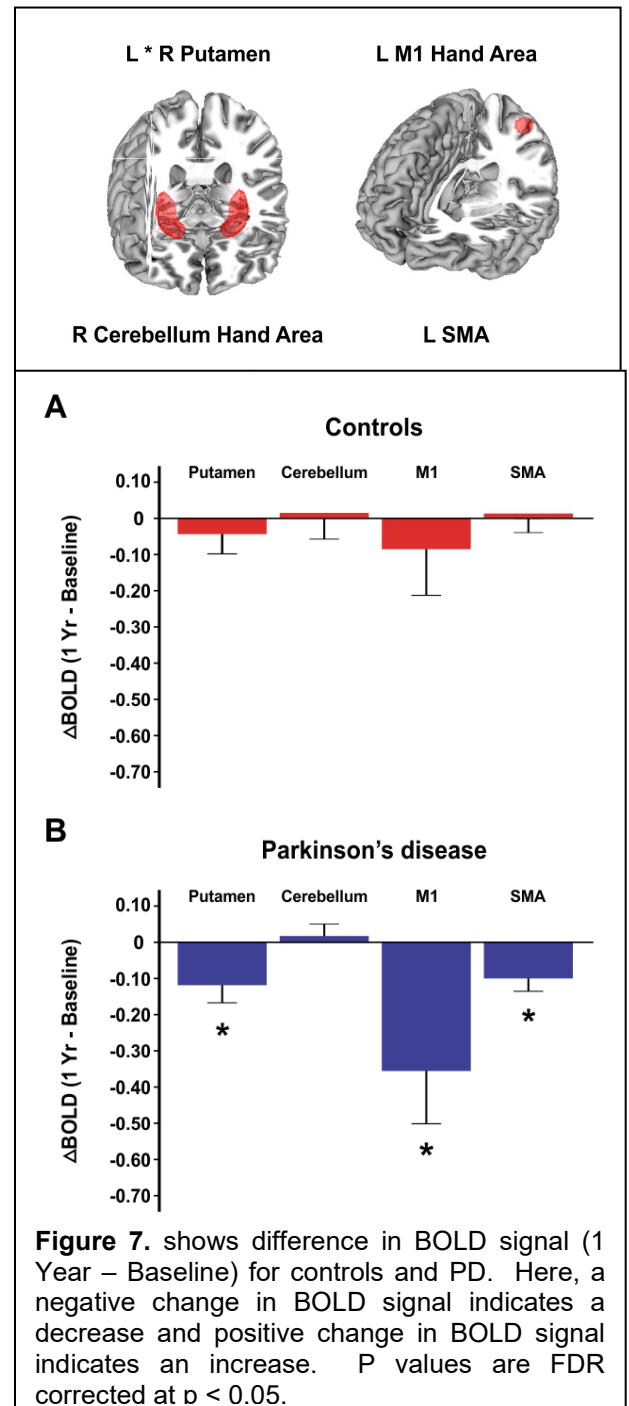 L * R Putamen
L M1 Hand Area
R Cerebellum Hand Area
L SMA
A
Controls
Putamen Cerebellum M1 SMA
ΔBOLD (1 Yr - Baseline)
0.10
0
-0.10
-0.20
-0.30
-0.40
-0.50
-0.60
-0.70
B
Parkinson's disease
Putamen Cerebellum M1 SMA
ΔBOLD (1 Yr - Baseline)
0.10
0
-0.10
-0.20
-0.30
-0.40
-0.50
-0.60
-0.70
*
*
*
Figure 7. shows difference in BOLD signal (1
Year – Baseline) for controls and PD. Here, a
negative change in BOLD signal indicates a
decrease and positive change in BOLD signal
indicates an increase. P values are FDR
corrected at p < 0.05.